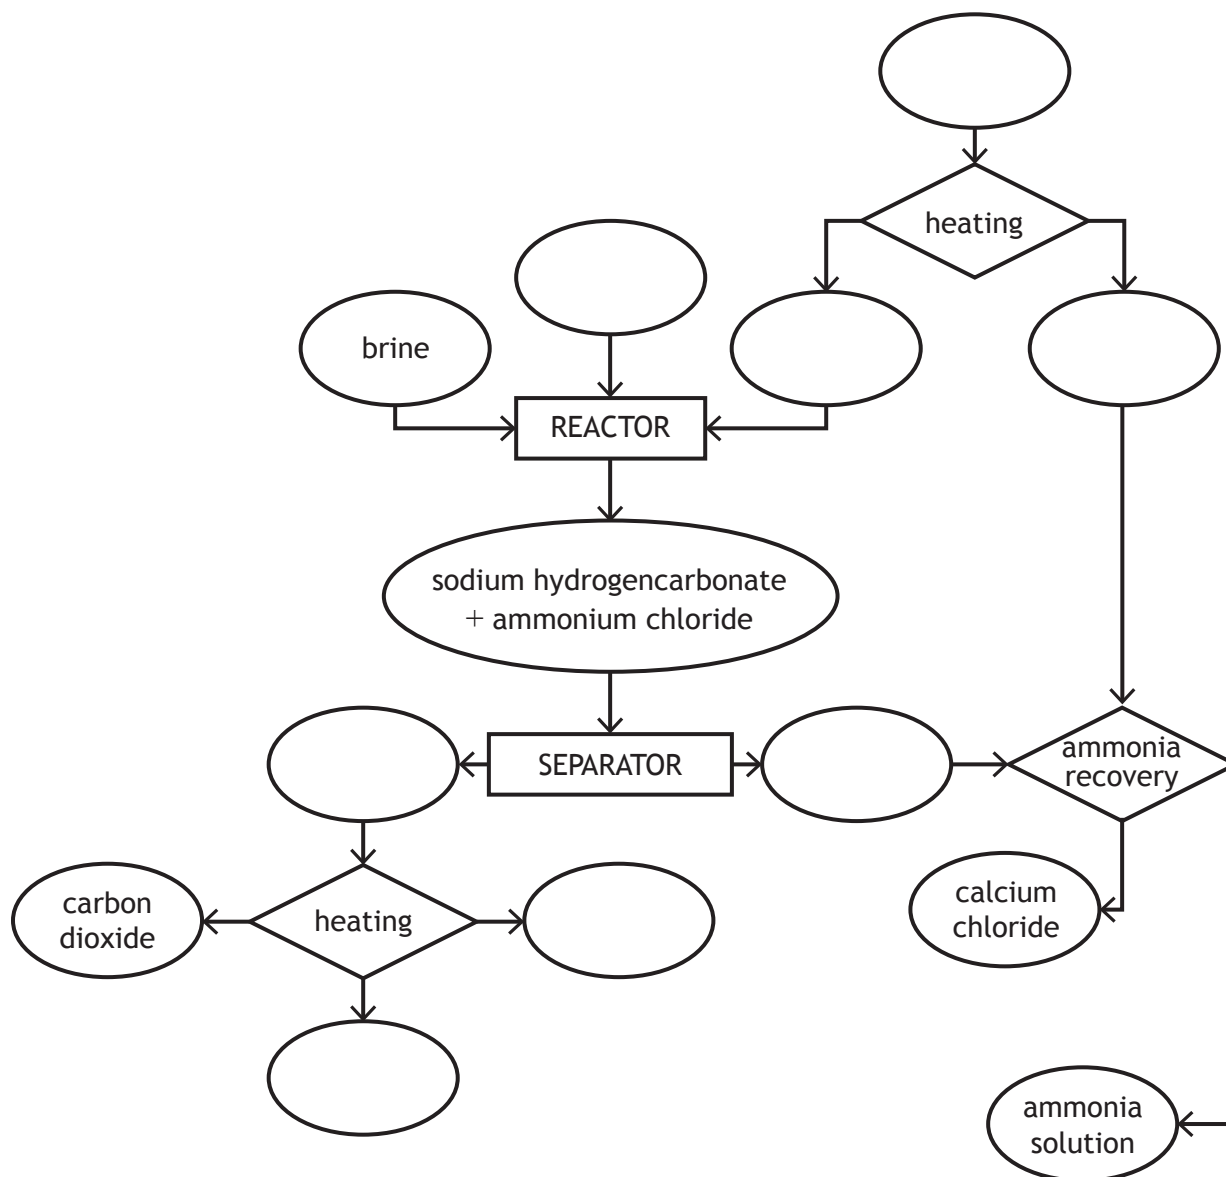 heating
brine
REACTOR
sodium hydrogencarbonate
+ ammonium chloride
SEPARATOR
ammonia
recovery
carbon
dioxide
heating
calcium
chloride
ammonia
solution